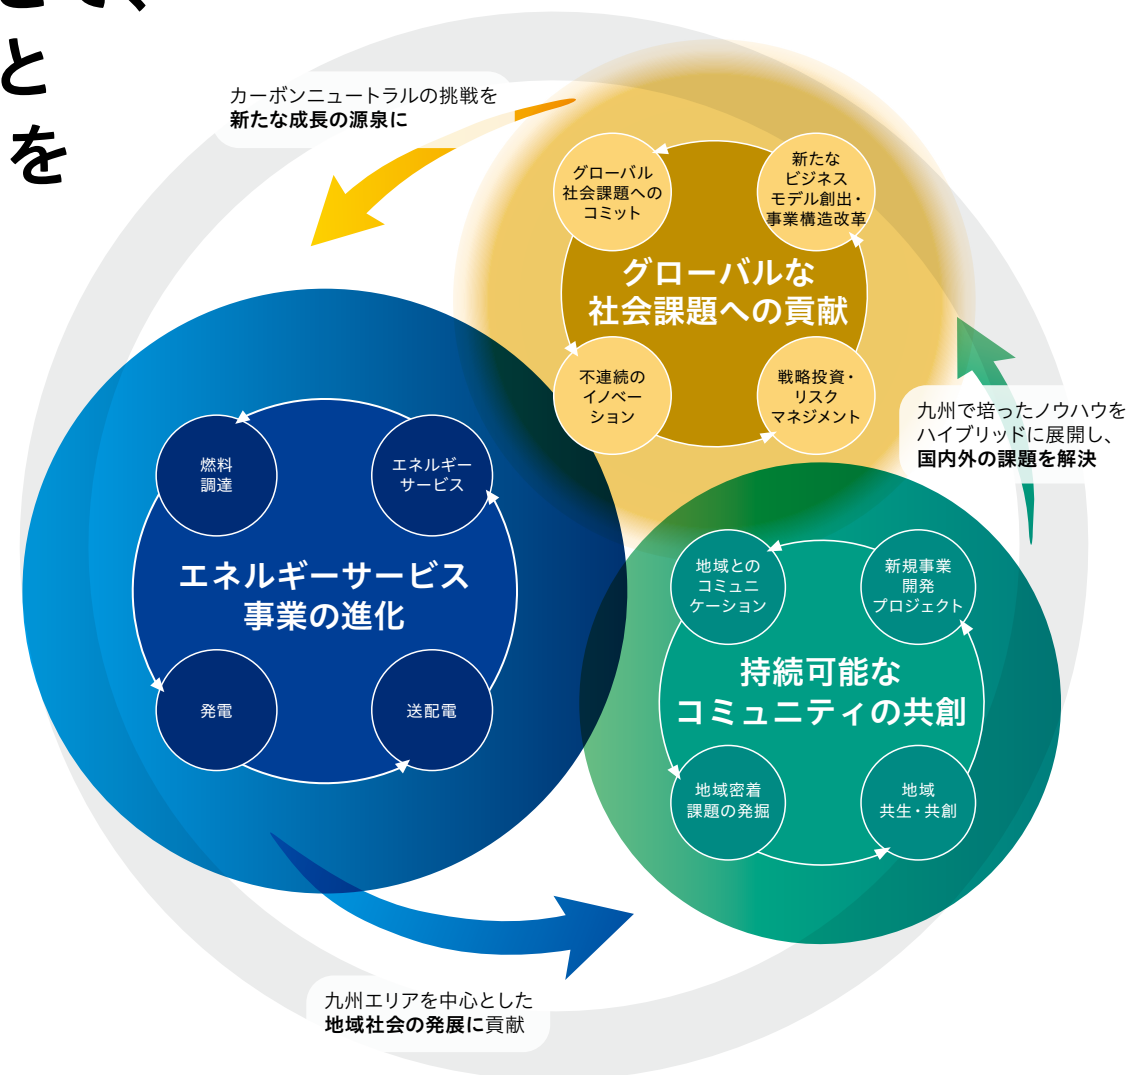 と
を
カーボンニュートラルの挑戦を
新たな成長の源泉に
グローバル
社会課題への
コミット
新たな
ビジネス
モデル創出・
事業構造改革
グローバルな
社会課題への貢献
不連続の
イノベー
ション
戦略投資・
リスク
マネジメント
九州で培ったノウハウを
ハイブリッドに展開し、
国内外の課題を解決
燃料
調達
エネルギー
サービス
エネルギーサービス
事業の進化
発電
送配電
地域との
コミュニ
ケーション
新規事業
開発
プロジェクト
持続可能な
コミュニティの共創
地域密着
課題の発掘
地域
共生・共創
九州エリアを中心とした
地域社会の発展に貢献